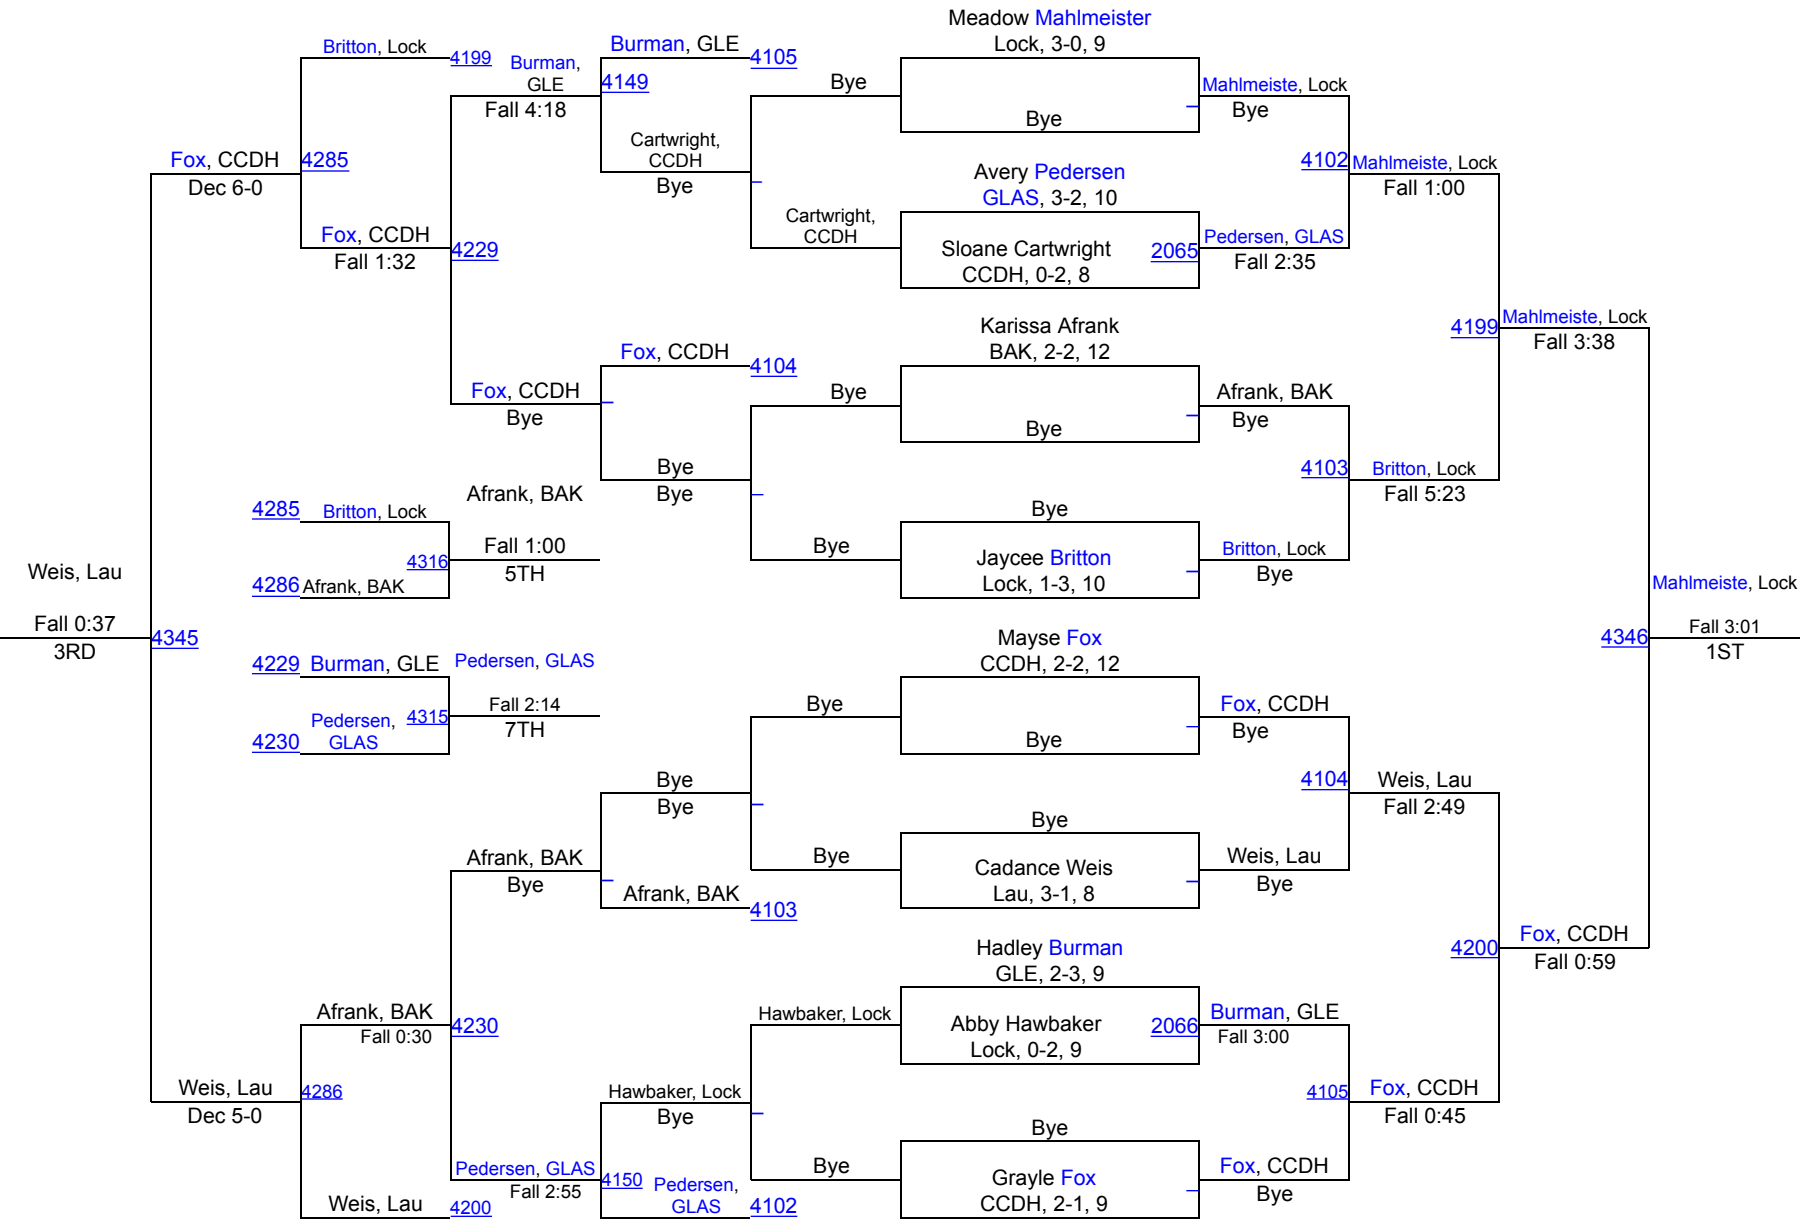 Meadow Mahlmeister
Lock, 3-0, 9
Britton, Lock
4199
Burman,
GLE
Fall 4:18
Burman, GLE
4105
4149
Bye
Mahlmeiste, Lock
Bye
Bye
Cartwright,
CCDH
Bye
Fox, CCDH
Dec 6-0
4285
4102
Mahlmeiste, Lock
Fall 1:00
Avery Pedersen
GLAS, 3-2, 10
Cartwright,
CCDH
Sloane Cartwright
CCDH, 0-2, 8
2065
Pedersen, GLAS
Fall 2:35
Fox, CCDH
Fall 1:32
4229
Karissa Afrank
BAK, 2-2, 12
4199
Mahlmeiste, Lock
Fall 3:38
Fox, CCDH
4104
Fox, CCDH
Bye
Bye
Afrank, BAK
Bye
Bye
Bye
Bye
4103
Britton, Lock
Fall 5:23
Afrank, BAK
4285
Britton, Lock
Bye
Fall 1:00
5TH
4316
4286
Afrank, BAK
Bye
Jaycee Britton
Lock, 1-3, 10
Britton, Lock
Bye
Weis, Lau
Fall 0:37
3RD
4345
Mahlmeiste, Lock
4346
Fall 3:01
1ST
Mayse Fox
CCDH, 2-2, 12
4229
Burman, GLE
Pedersen, GLAS
Fall 2:14
7TH
Pedersen,
GLAS
4315
4230
Bye
Fox, CCDH
Bye
Bye
Bye
Bye
4104
Weis, Lau
Fall 2:49
Bye
Afrank, BAK
Bye
Bye
Cadance Weis
Lau, 3-1, 8
Weis, Lau
Bye
Afrank, BAK
4103
Hadley Burman
GLE, 2-3, 9
4200
Fox, CCDH
Fall 0:59
Afrank, BAK
Fall 0:30
4230
Hawbaker, Lock
Abby Hawbaker
Lock, 0-2, 9
2066
Burman, GLE
Fall 3:00
Weis, Lau
Dec 5-0
4286
Hawbaker, Lock
Bye
4105
Fox, CCDH
Fall 0:45
Bye
Pedersen, GLAS
Fall 2:55
4150
Pedersen,
GLAS
4102
Bye
Grayle Fox
CCDH, 2-1, 9
Fox, CCDH
Bye
Weis, Lau
4200